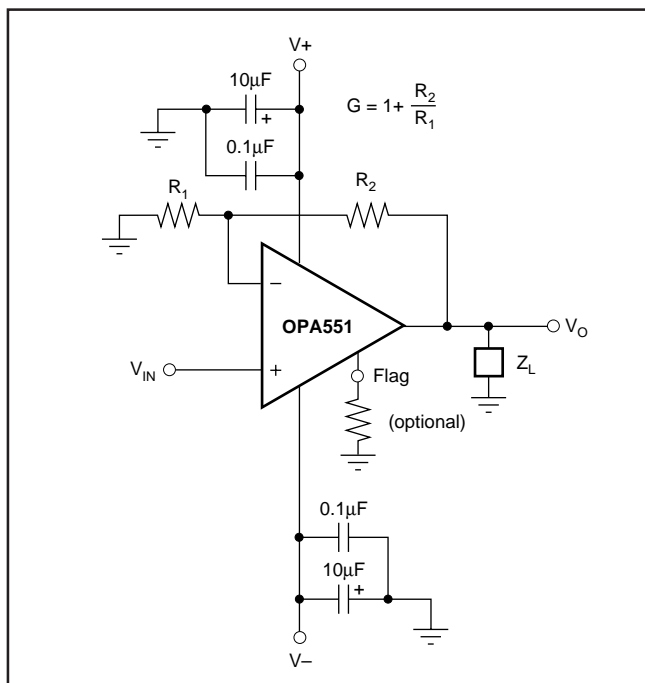 V+
10μF
+
G = 1+ R2/R1
0.1μF
R1
R2
−
OPA551
VO
VIN
+
Flag
ZL
(optional)
0.1μF
10μF
+
V–